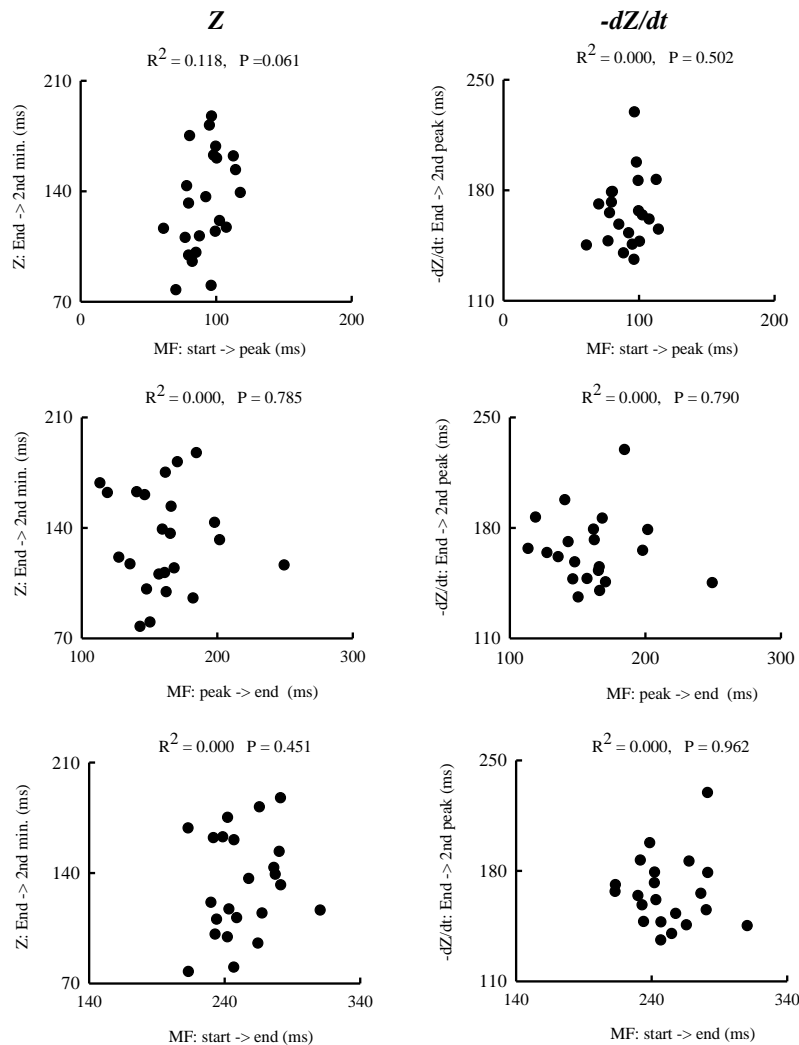 Z
-dZ/dt
R2 = 0.118,   P =0.061
R2 = 0.000,   P = 0.502
Z: End -> 2nd min. (ms)
210
140
70
0
100
200
MF: start -> peak (ms)
-dZ/dt: End -> 2nd peak (ms)
250
180
110
0
100
200
MF: start -> peak (ms)
R2 = 0.000,   P = 0.785
R2 = 0.000,   P = 0.790
Z: End -> 2nd min. (ms)
210
140
70
100
200
300
MF: peak -> end  (ms)
-dZ/dt: End -> 2nd peak (ms)
250
180
110
100
200
300
MF: peak -> end  (ms)
R2 = 0.000   P = 0.451
R2 = 0.000,   P = 0.962
Z: End -> 2nd min. (ms)
210
140
70
140
240
340
MF: start -> end (ms)
-dZ/dt: End -> 2nd peak (ms)
250
180
110
140
240
340
MF: start -> end (ms)